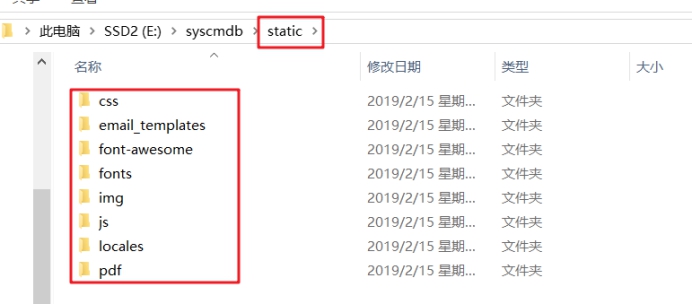 共享 查看
此电脑 > SSD2 (E:) > syscmdb > static >
名称 修改日期 类型 大小
css 2019/2/15 星期... 文件夹
email_templates 2019/2/15 星期... 文件夹
font-awesome 2019/2/15 星期... 文件夹
fonts 2019/2/15 星期... 文件夹
img 2019/2/15 星期... 文件夹
js 2019/2/15 星期... 文件夹
locales 2019/2/15 星期... 文件夹
pdf 2019/2/15 星期... 文件夹